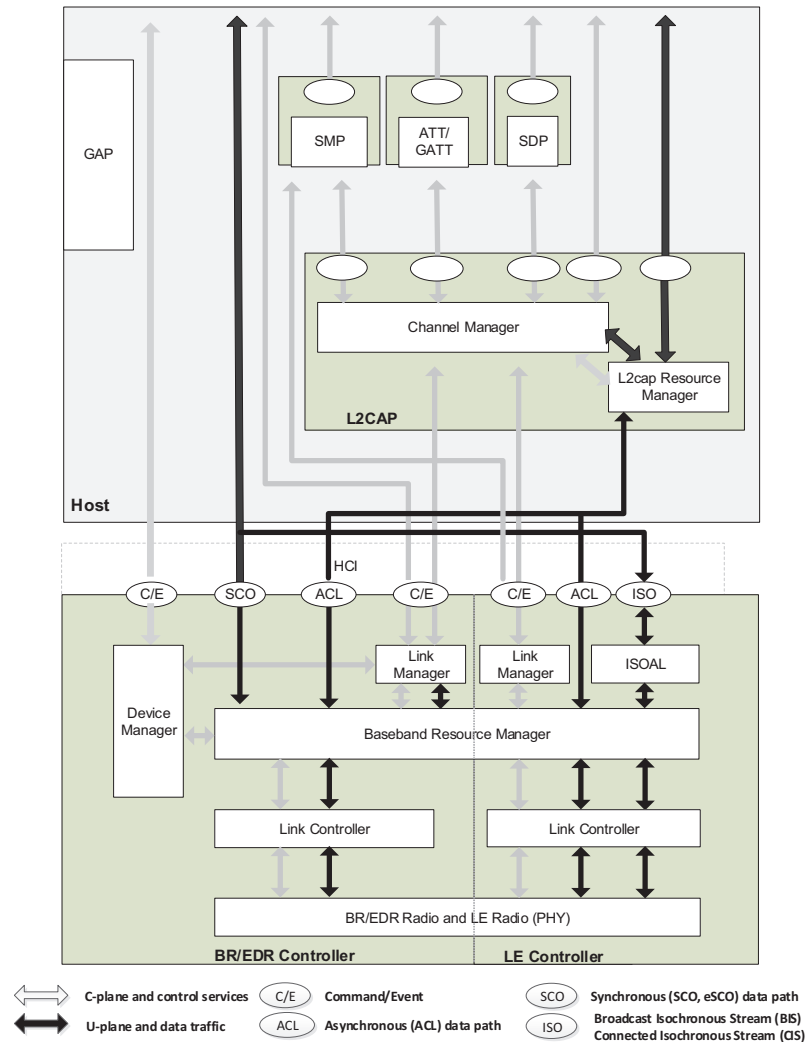 GAP
SMP
ATT/
GATT
SDP
Channel Manager
L2cap Resource
Manager
L2CAP
Host
HCI
C/E
SCO
ACL
C/E
C/E
ACL
ISO
Link
Manager
Link
Manager
ISOAL
Device
Manager
Baseband Resource Manager
Link Controller
Link Controller
BR/EDR Radio and LE Radio (PHY)
BR/EDR Controller
LE Controller
C-plane and control services
C/E
Command/Event
SCO
Synchronous (SCO, eSCO) data path
U-plane and data traffic
ACL
Asynchronous (ACL) data path
ISO
Broadcast Isochronous Stream (BIS)
Connected Isochronous Stream (CIS)